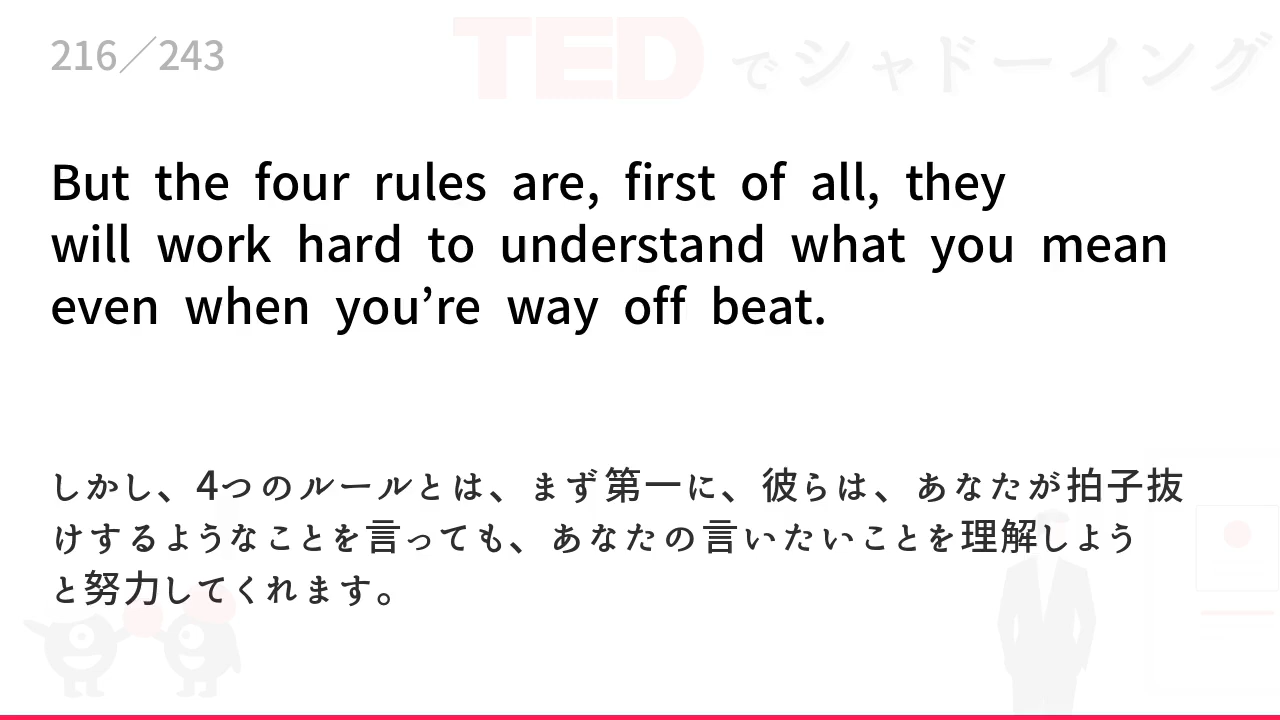 216／243
TEDでシャドーイング
But the four rules are, first of all, they
will work hard to understand what you mean
even when you’re way off beat.
しかし、4つのルールとは、まず第一に、彼らは、あなたが拍子抜
けするようなことを言っても、あなたの言いたいことを理解しよう
と努力してくれます。